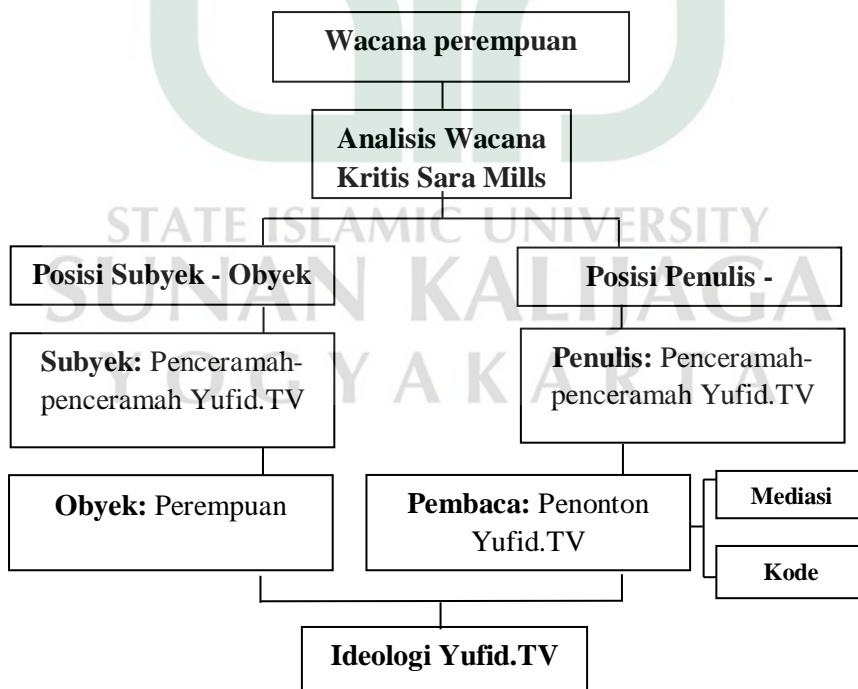 Wacana perempuan
Analisis Wacana
Kritis Sara Mills
STATE ISLAMIC UNIVERSITY
SUNAN KALIJAGA
YOGYAKARTA
Posisi Subyek - Obyek
Posisi Penulis -
Subyek: Penceramah-
penceramah Yufid.TV
Penulis: Penceramah-
penceramah Yufid.TV
Obyek: Perempuan
Pembaca: Penonton
Yufid.TV
Mediasi
Kode
Ideologi Yufid.TV